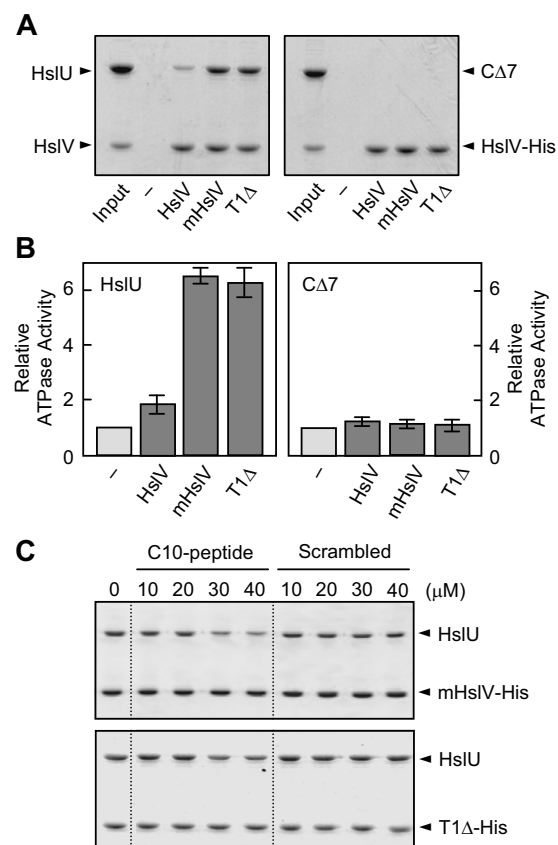 A
HslU
CΔ7
HslV
HslV-His
Input – HslV mHslV T1Δ Input – HslV mHslV T1Δ
B
Relative ATPase Activity
HslU
CΔ7
6 6
4 4
2 2
0 0
– HslV mHslV T1Δ – HslV mHslV T1Δ
Relative ATPase Activity
C
C10-peptide Scrambled
0 10 20 30 40 10 20 30 40 (μM)
HslU
mHslV-His
HslU
T1Δ-His